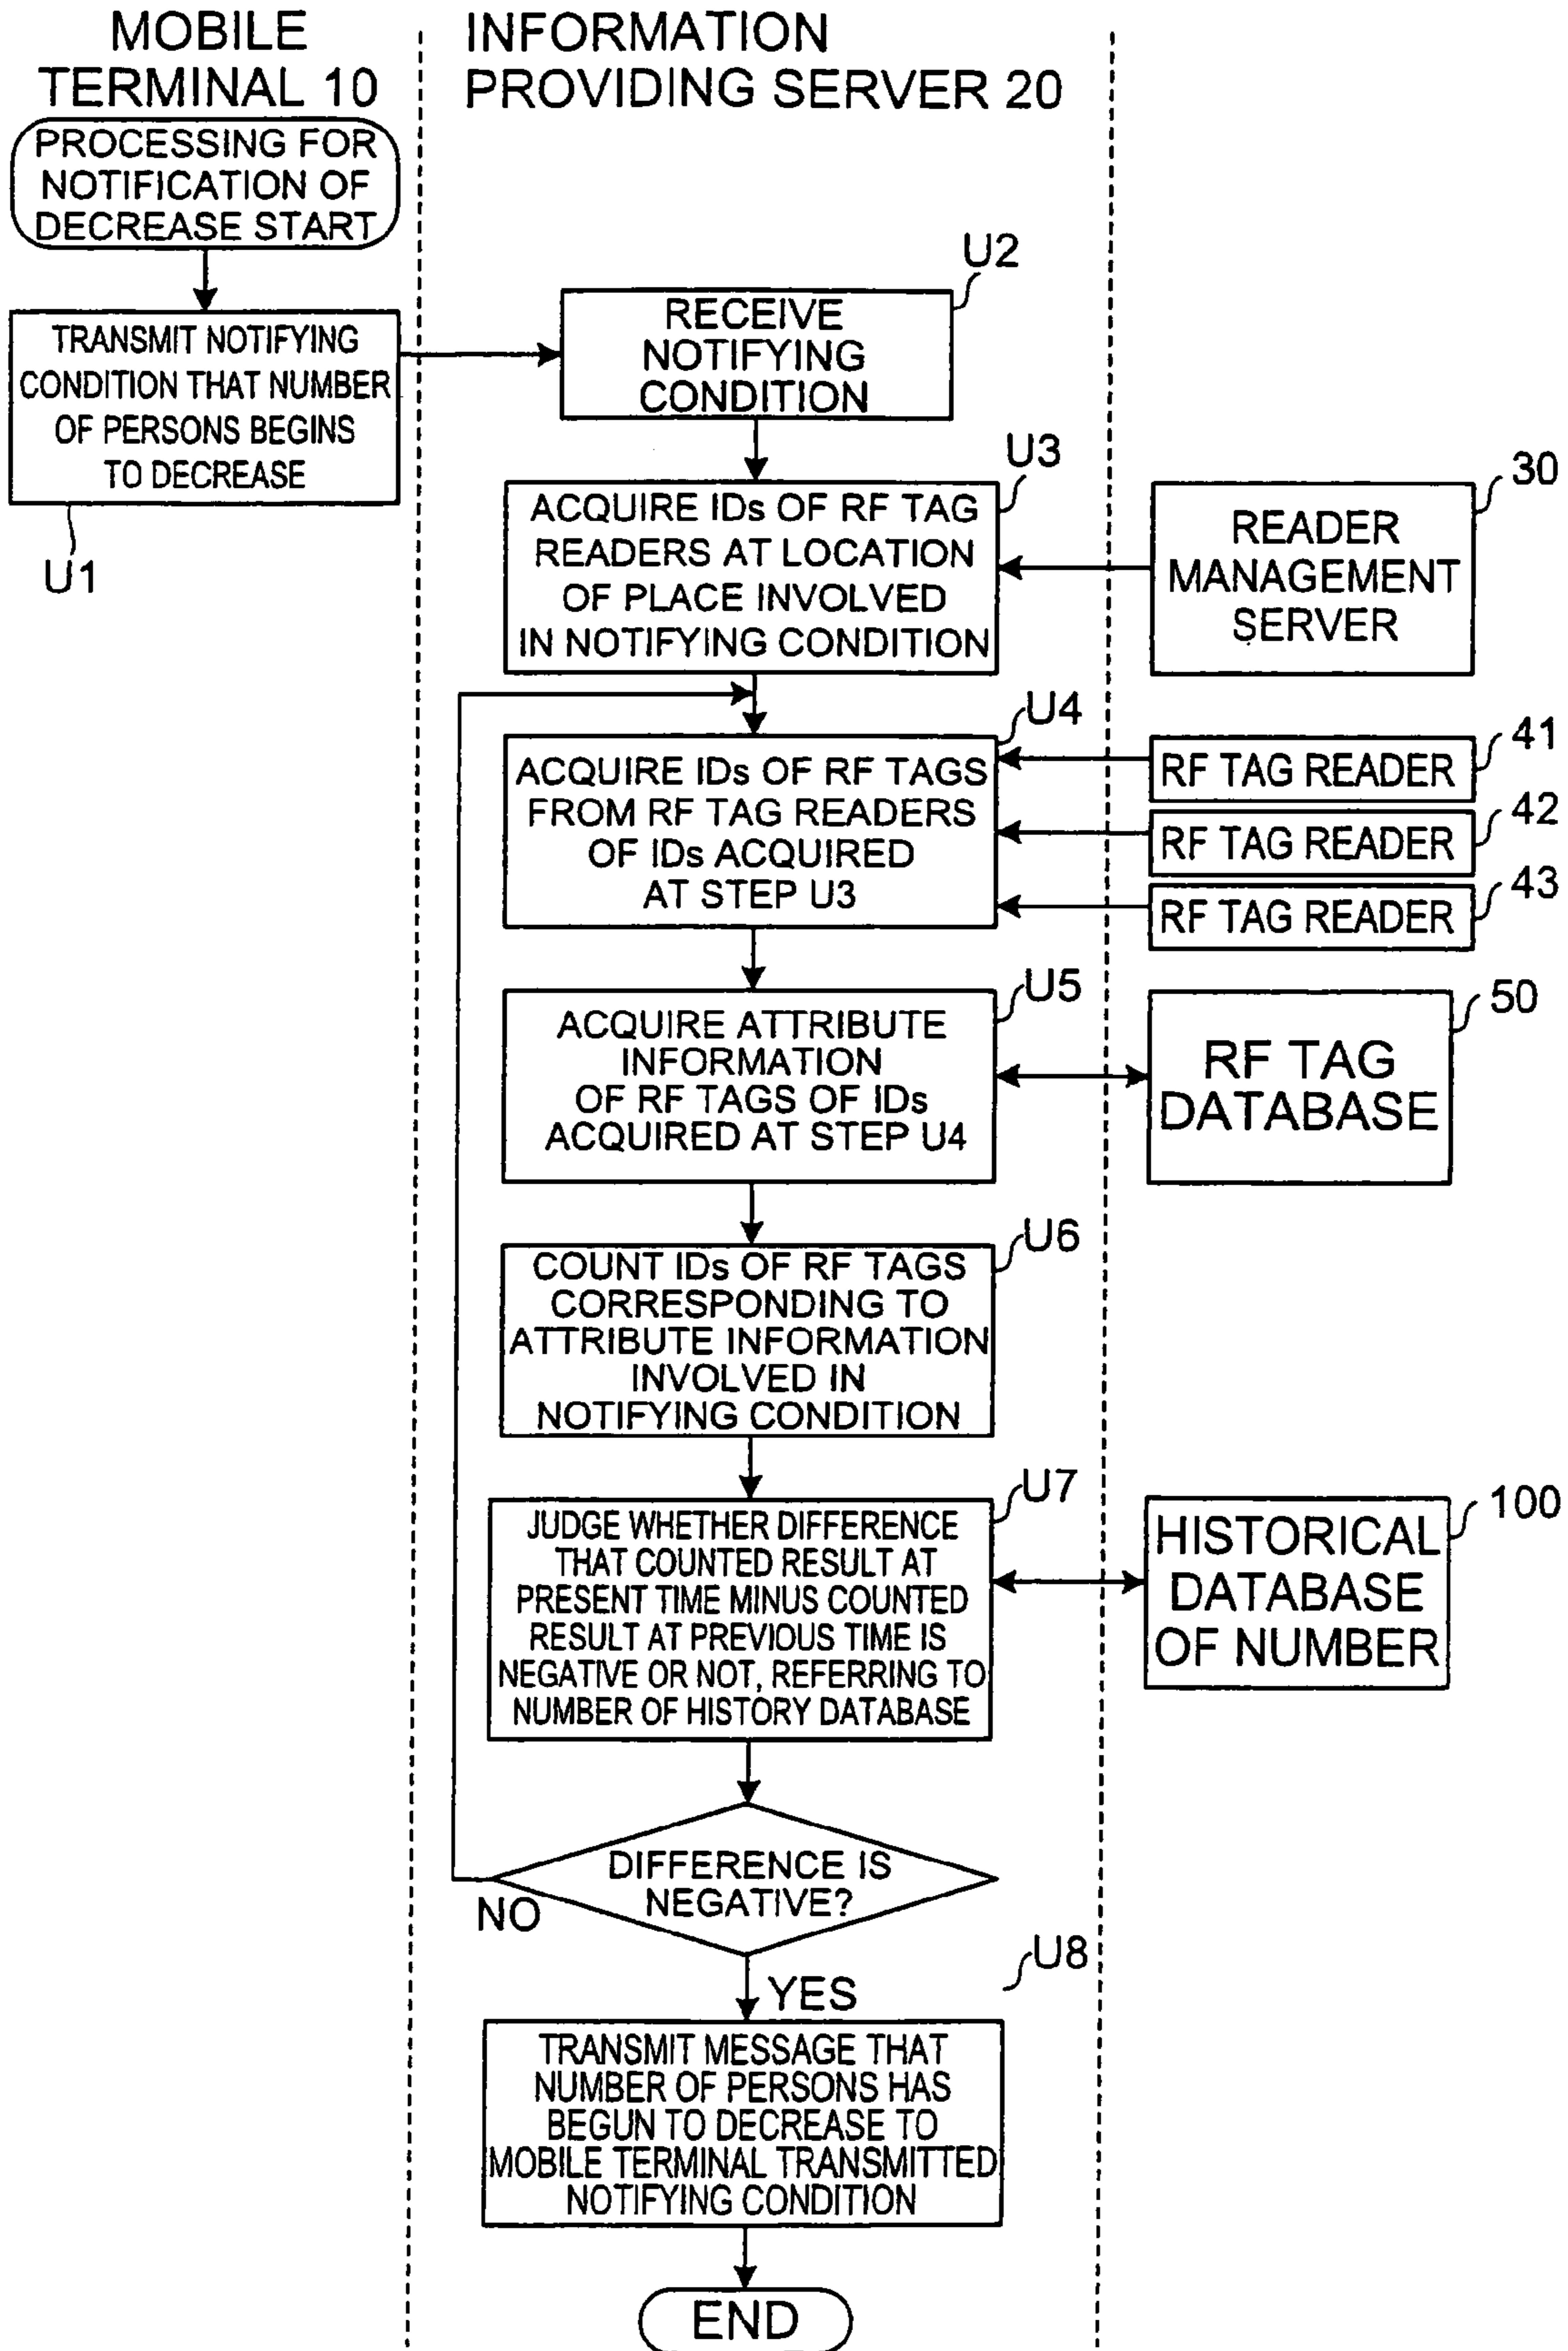 MOBILE
TERMINAL 10
INFORMATION
PROVIDING SERVER 20
PROCESSING FOR
NOTIFICATION OF
DECREASE START
TRANSMIT NOTIFYING
CONDITION THAT NUMBER
OF PERSONS BEGINS
TO DECREASE
U1
U2
RECEIVE
NOTIFYING
CONDITION
U3
ACQUIRE IDs OF RF TAG
READERS AT LOCATION
OF PLACE INVOLVED
IN NOTIFYING CONDITION
30
READER
MANAGEMENT
SERVER
U4
ACQUIRE IDs OF RF TAGS
FROM RF TAG READERS
OF IDs ACQUIRED
AT STEP U3
41
RF TAG READER
42
RF TAG READER
43
RF TAG READER
U5
ACQUIRE ATTRIBUTE
INFORMATION
OF RF TAGS OF IDs
ACQUIRED AT STEP U4
50
RF TAG
DATABASE
U6
COUNT IDs OF RF TAGS
CORRESPONDING TO
ATTRIBUTE INFORMATION
INVOLVED IN
NOTIFYING CONDITION
U7
JUDGE WHETHER DIFFERENCE
THAT COUNTED RESULT AT
PRESENT TIME MINUS COUNTED
RESULT AT PREVIOUS TIME IS
NEGATIVE OR NOT, REFERRING TO
NUMBER OF HISTORY DATABASE
100
HISTORICAL
DATABASE
OF NUMBER
DIFFERENCE IS
NEGATIVE?
NO
YES
U8
TRANSMIT MESSAGE THAT
NUMBER OF PERSONS HAS
BEGUN TO DECREASE TO
MOBILE TERMINAL TRANSMITTED
NOTIFYING CONDITION
END